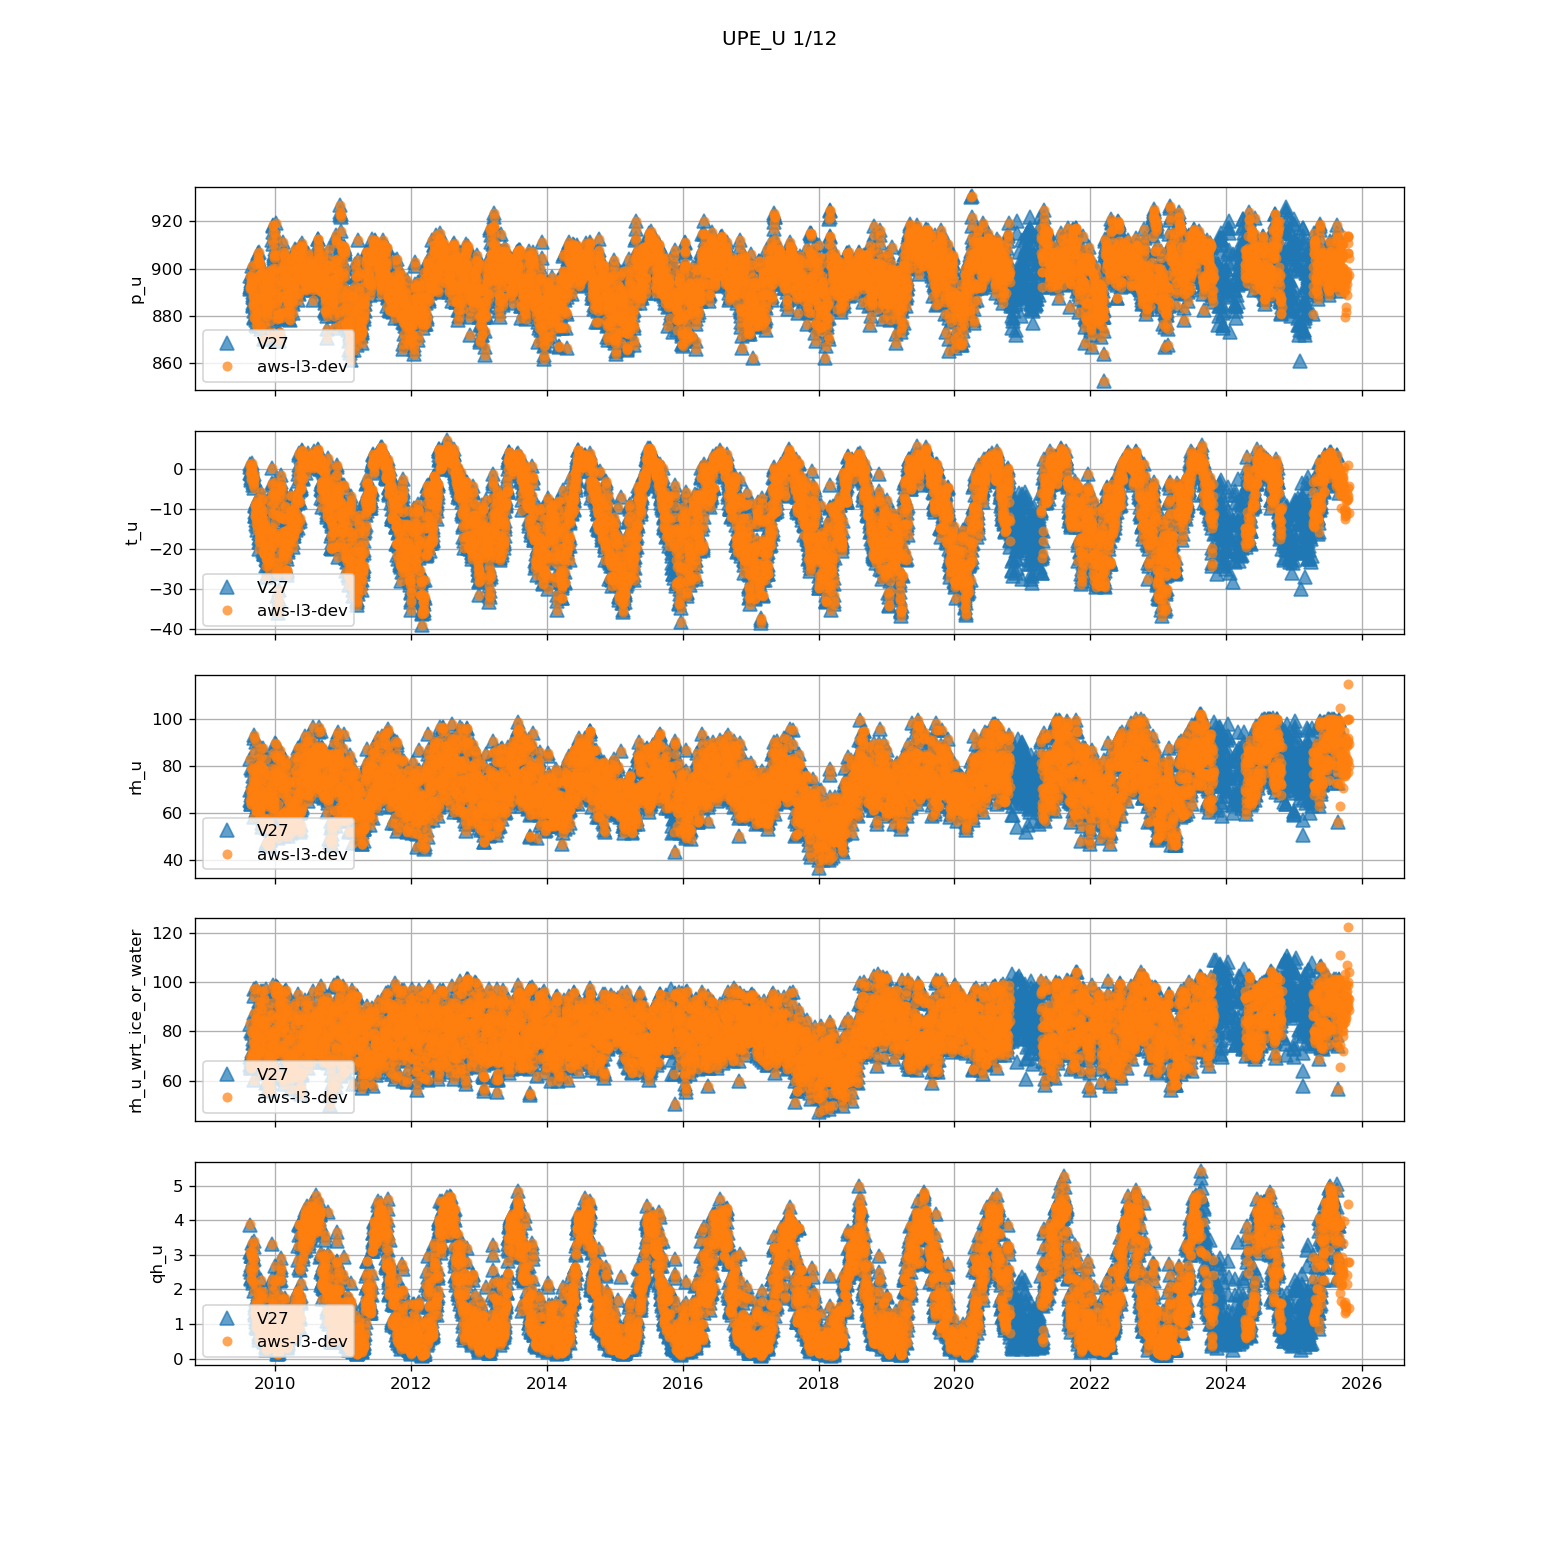 UPE_U 1/12
920
900
880
860
p_u
V27
aws-l3-dev
0
−10
−20
−30
−40
t_u
V27
aws-l3-dev
100
80
60
40
rh_u
V27
aws-l3-dev
120
100
80
60
rh_u_wrt_ice_or_water
V27
aws-l3-dev
5
4
3
2
1
0
qh_u
V27
aws-l3-dev
2010 2012 2014 2016 2018 2020 2022 2024 2026